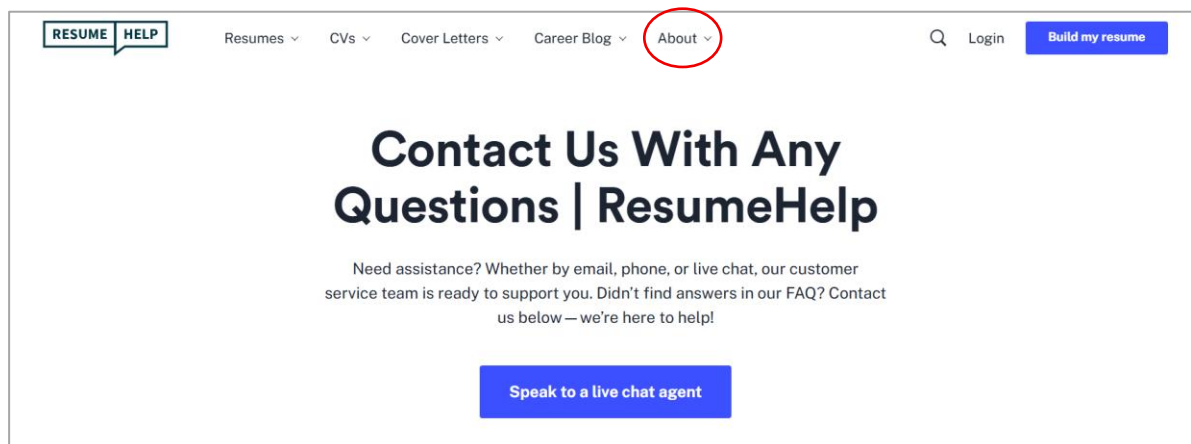 RESUME HELP
Resumes
CVs
Cover Letters
Career Blog
About
Login
Build my resume
Contact Us With Any
Questions | ResumeHelp
Need assistance? Whether by email, phone, or live chat, our customer
service team is ready to support you. Didn’t find answers in our FAQ? Contact
us below—we’re here to help!
Speak to a live chat agent